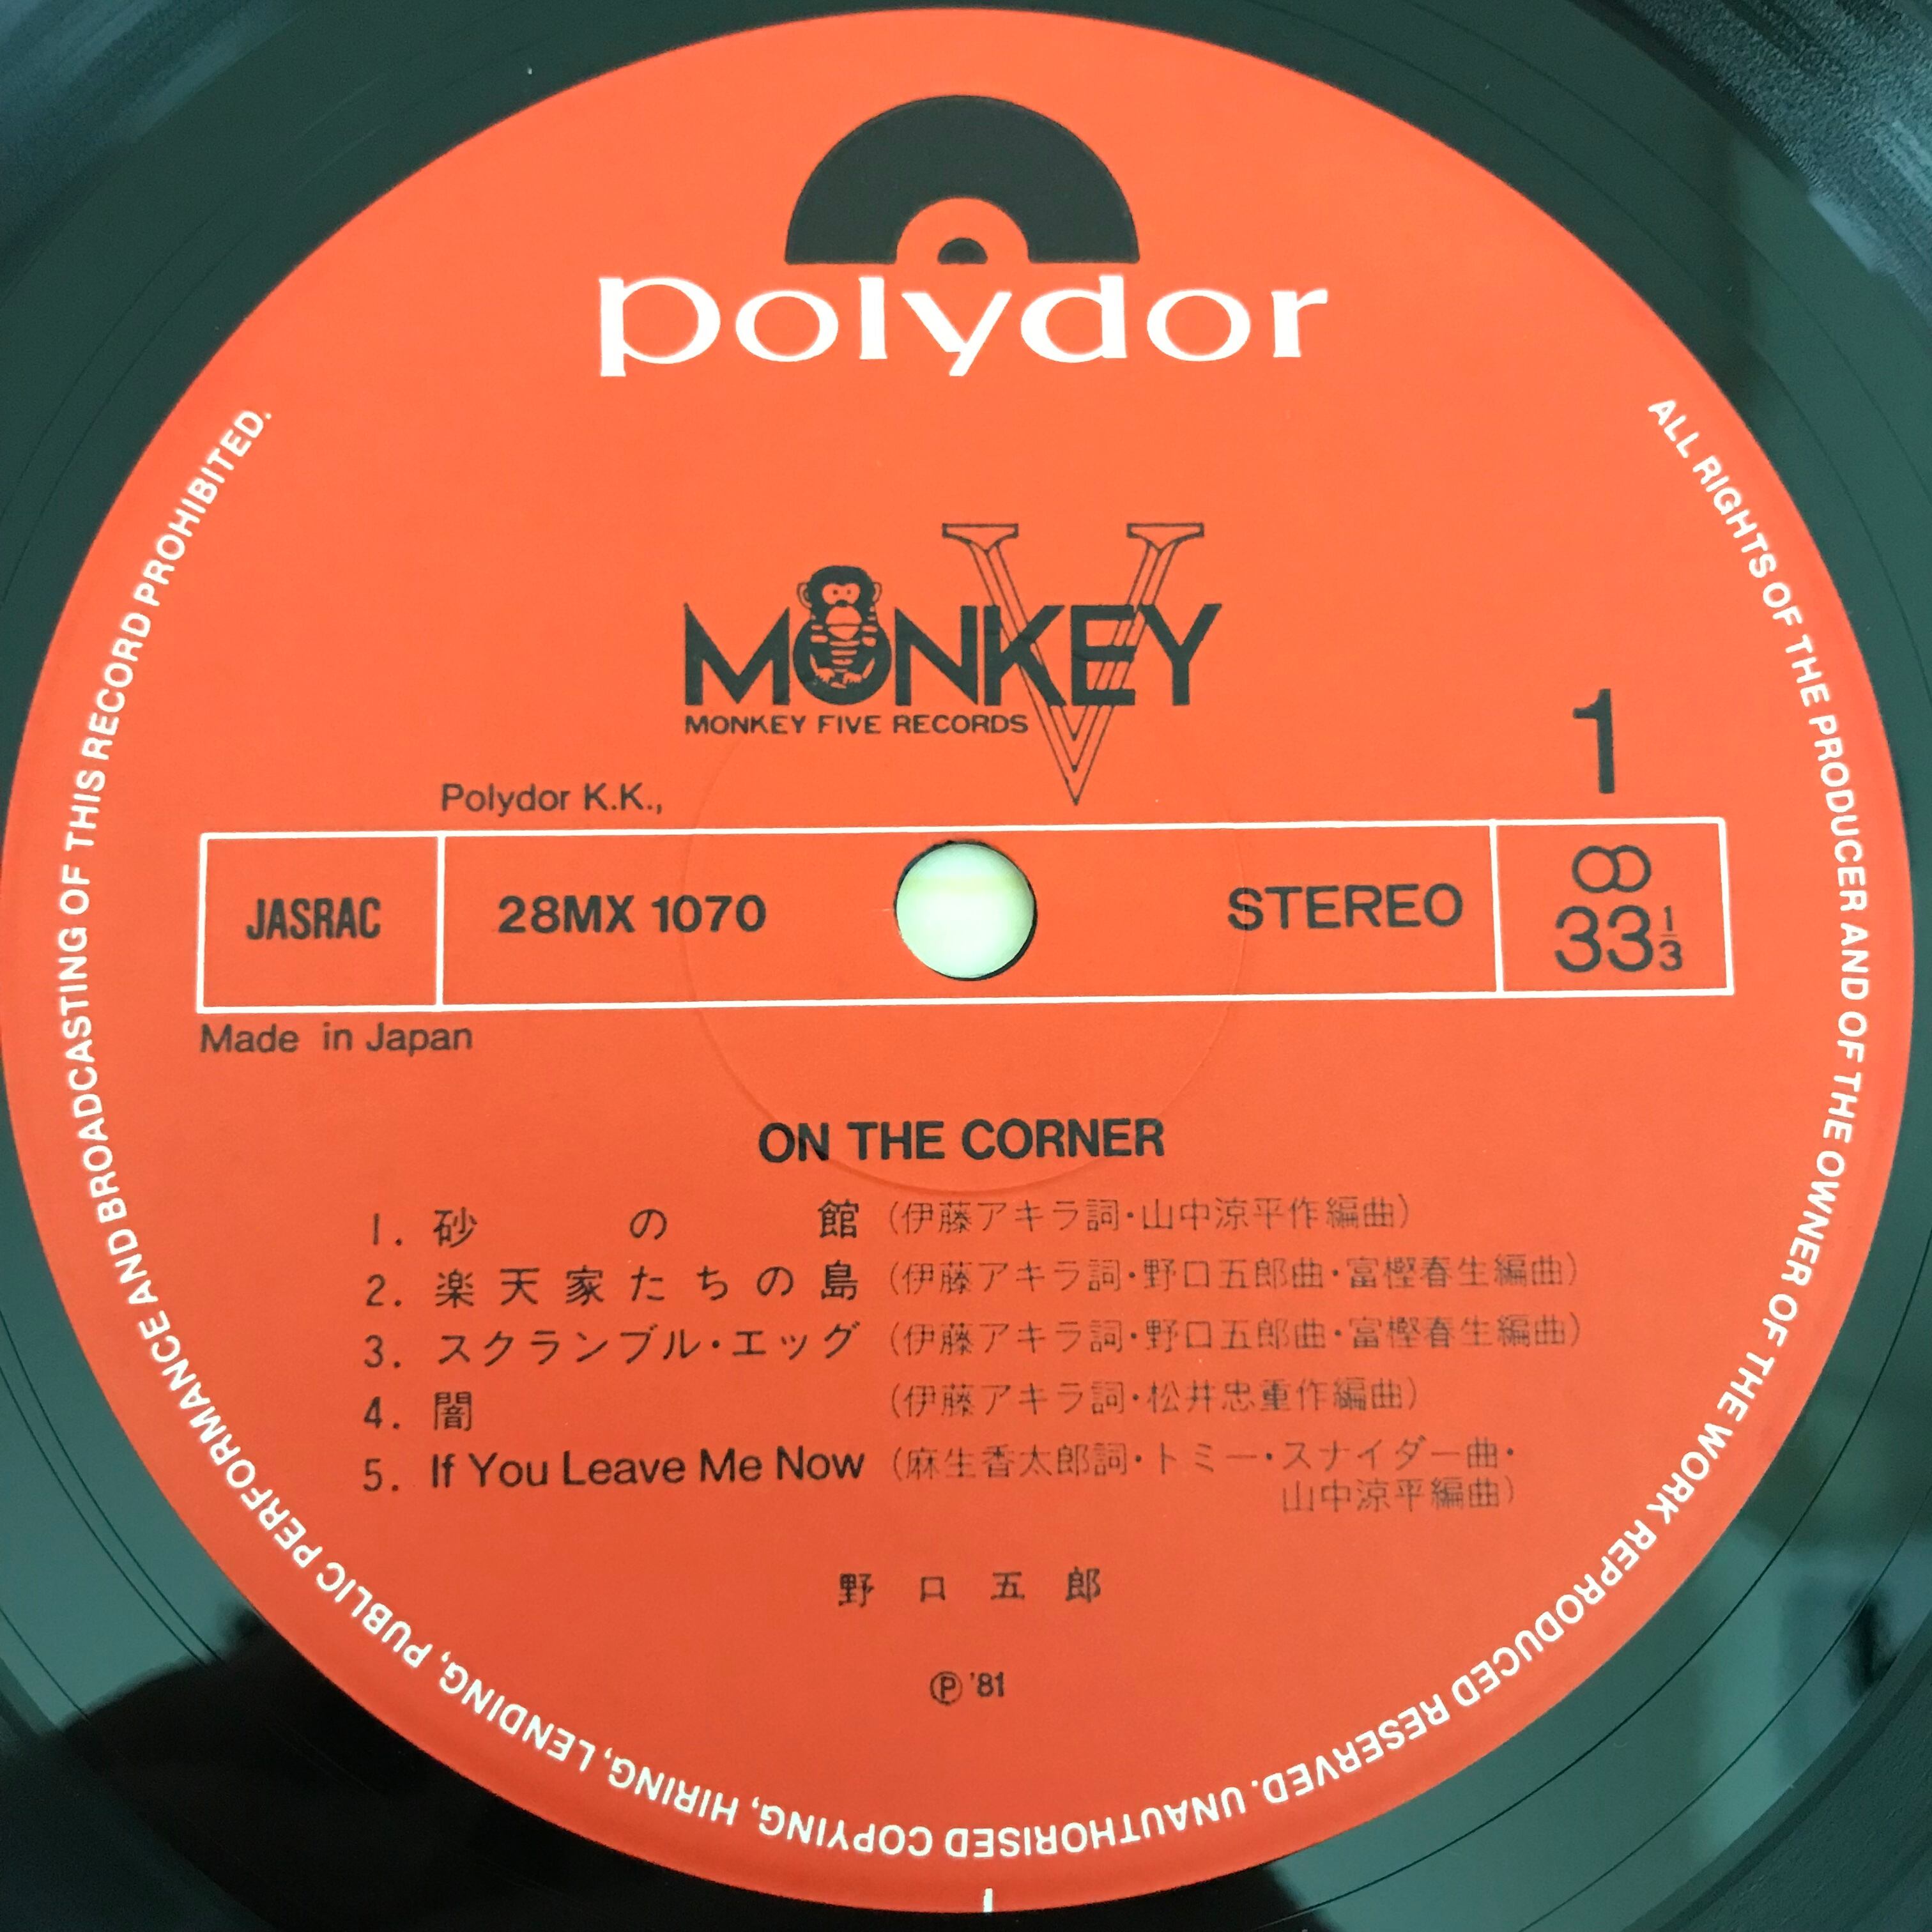 polydor
MONKEY V
MONKEY FIVE RECORDS
1
Polydor K.K.,
JASRAC
28MX 1070
STEREO
33 1/3
Made in Japan
ON THE CORNER
1. 砂の館 (伊藤アキラ詞・山中涼平作編曲)
2. 楽天家たちの島 (伊藤アキラ詞・野口五郎曲・富樫春生編曲)
3. スクランブル・エッグ (伊藤アキラ詞・野口五郎曲・富樫春生編曲)
4. 闇 (伊藤アキラ詞・松井忠重作編曲)
5. If You Leave Me Now (麻生香太郎詞・トミー・スナイダー曲・
山中涼平編曲)
野口五郎
Ⓟ '81
ALL RIGHTS OF THE PRODUCER AND OF THE OWNER OF THE WORK REPRODUCED RESERVED. UNAUTHORISED COPYING, HIRING, LENDING, PUBLIC PERFORMANCE AND BROADCASTING OF THIS RECORD PROHIBITED.